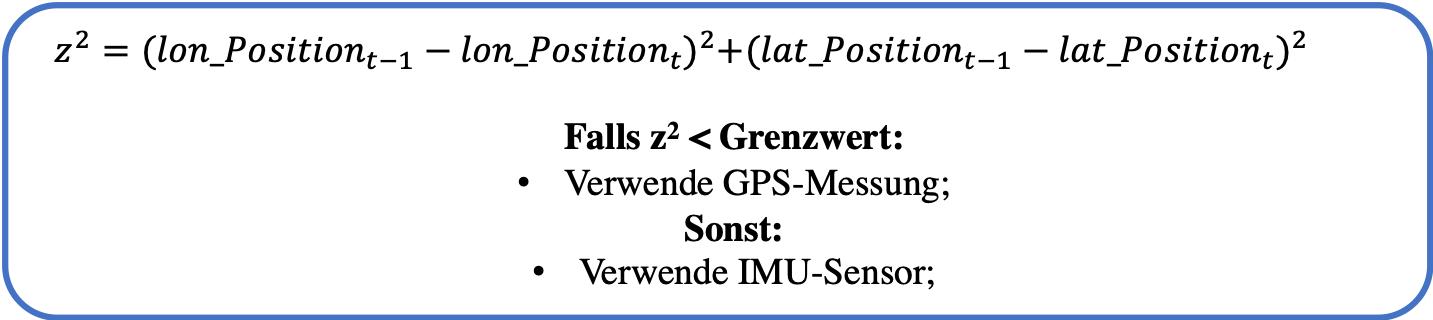 z² = (lon_Position_{t−1} − lon_Position_t)²+(lat_Position_{t−1} − lat_Position_t)²
Falls z² < Grenzwert:
• Verwende GPS-Messung;
Sonst:
• Verwende IMU-Sensor;